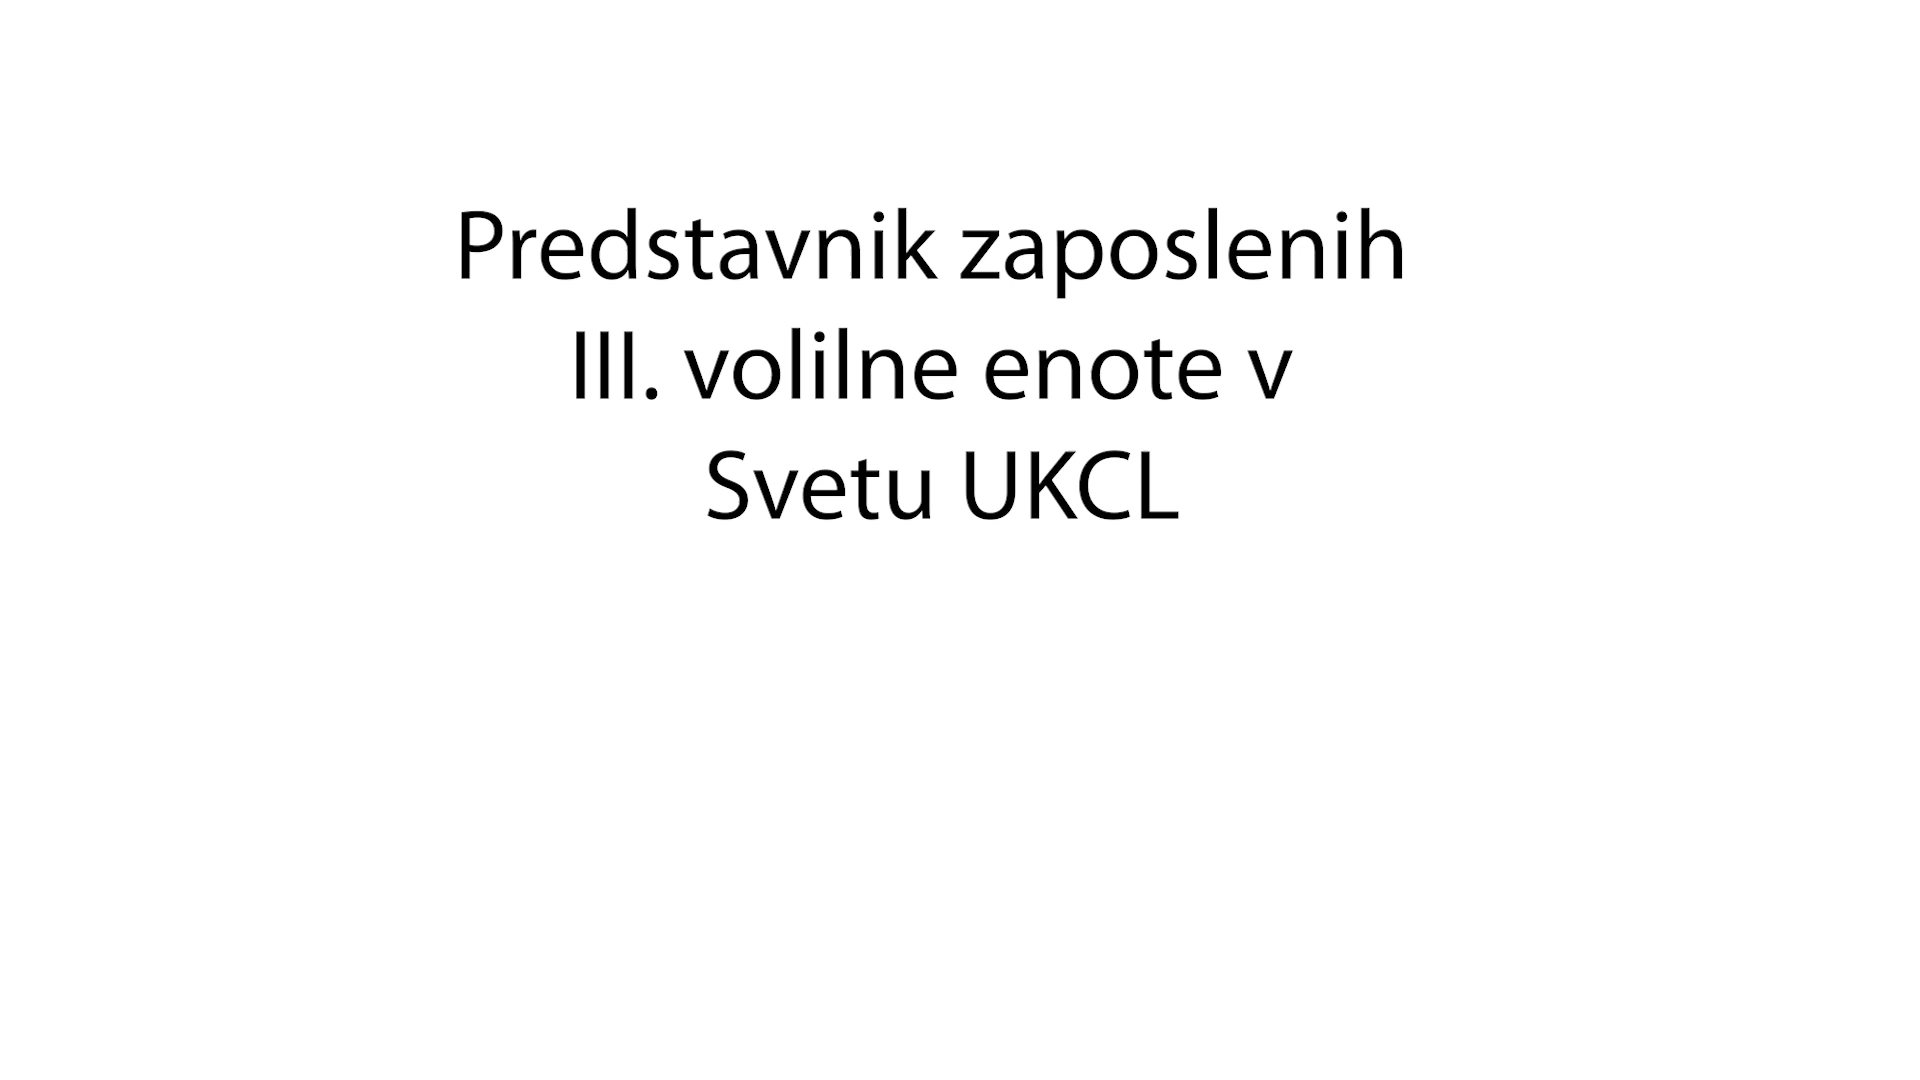 Predstavnik zaposlenih
III. volilne enote v
Svetu UKCL